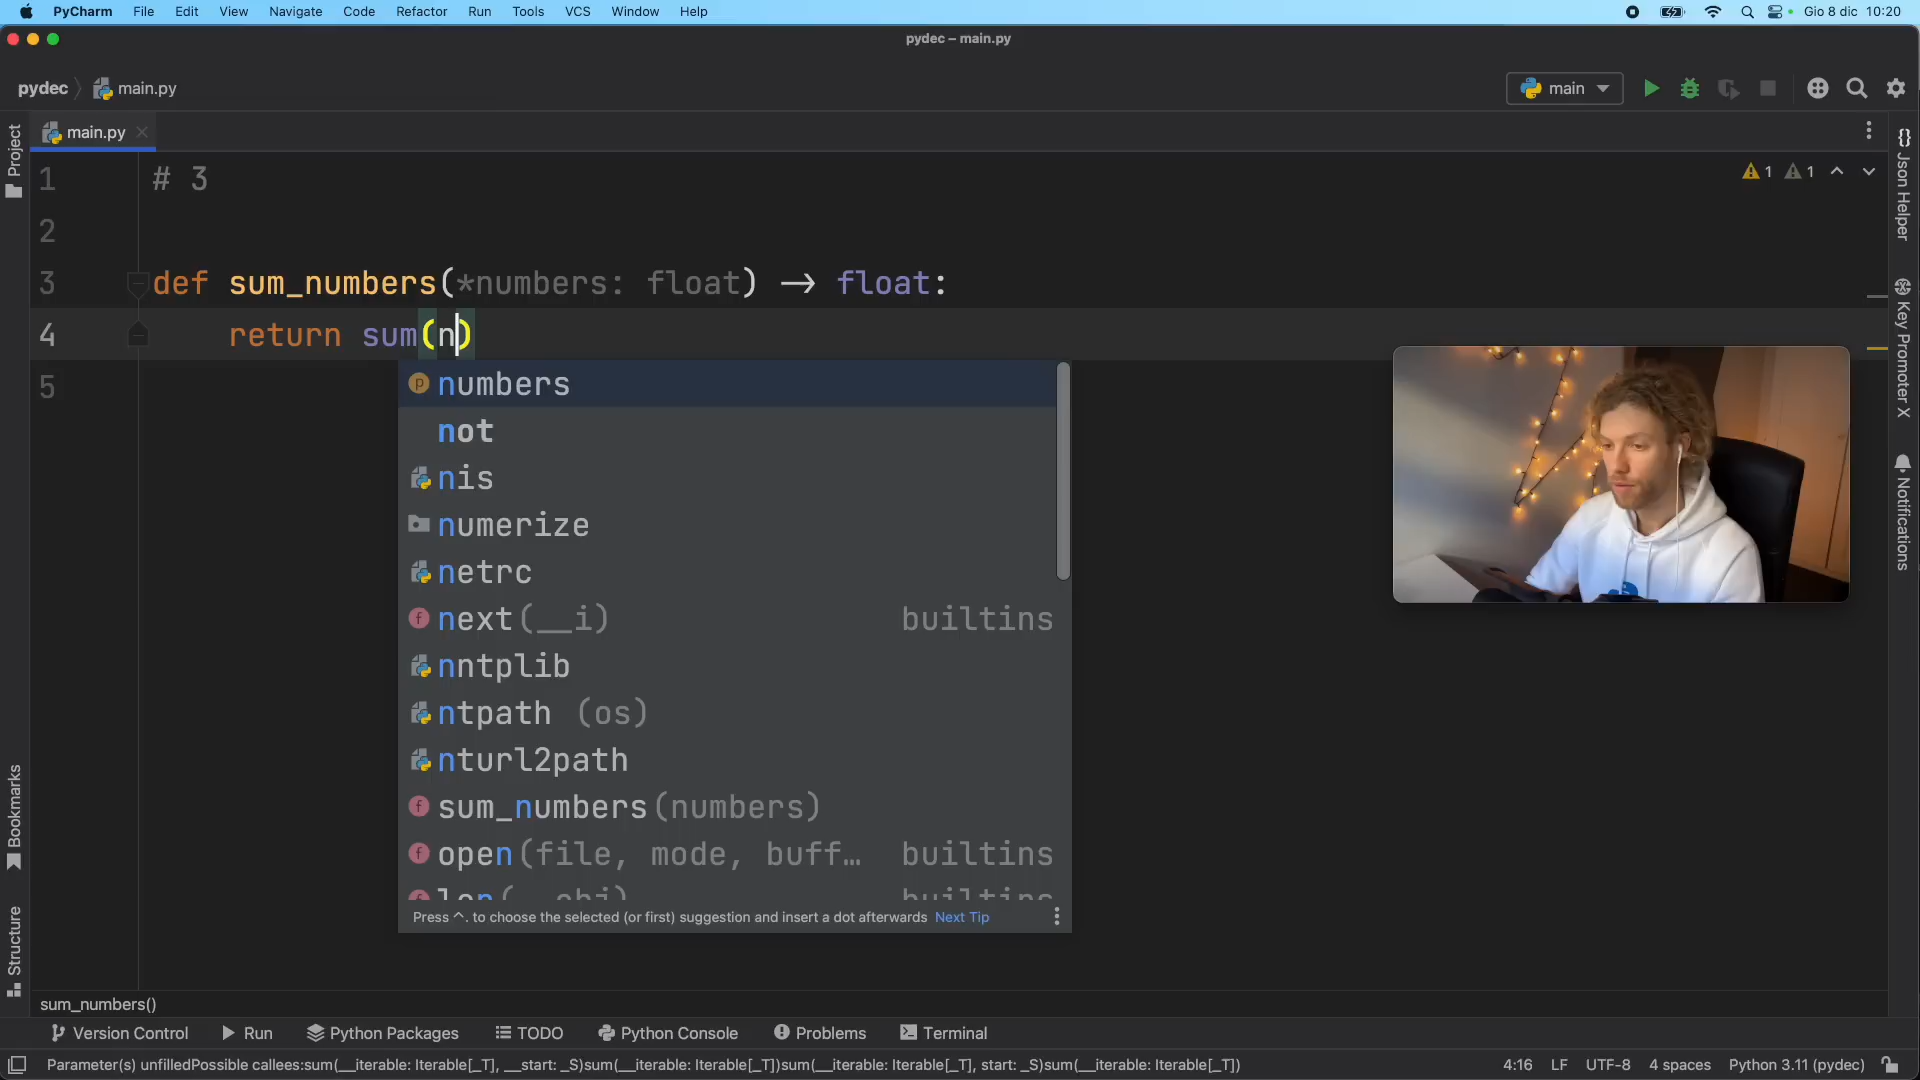 PyCharm File Edit View Navigate Code Refactor Run Tools VCS Window Help Gio 8 dic 10:20
pydec – main.py
pydec main.py main
main.py
Project
1 # 3 1 1
2
3 def sum_numbers(*numbers: float) → float:
4 return sum(n)
5
numbers
not
nis
numerize
netrc
next(__i) builtins
nntplib
ntpath (os)
nturl2path
sum_numbers(numbers)
open(file, mode, buff… builtins
Press ^. to choose the selected (or first) suggestion and insert a dot afterwards Next Tip
{} Json Helper
Key Promoter X
Notifications
Bookmarks
Structure
sum_numbers()
Version Control Run Python Packages TODO Python Console Problems Terminal
Parameter(s) unfilledPossible callees:sum(__iterable: Iterable[_T], __start: _S)sum(__iterable: Iterable[_T])sum(__iterable: Iterable[_T], start: _S)sum(__iterable: Iterable[_T]) 4:16 LF UTF-8 4 spaces Python 3.11 (pydec)